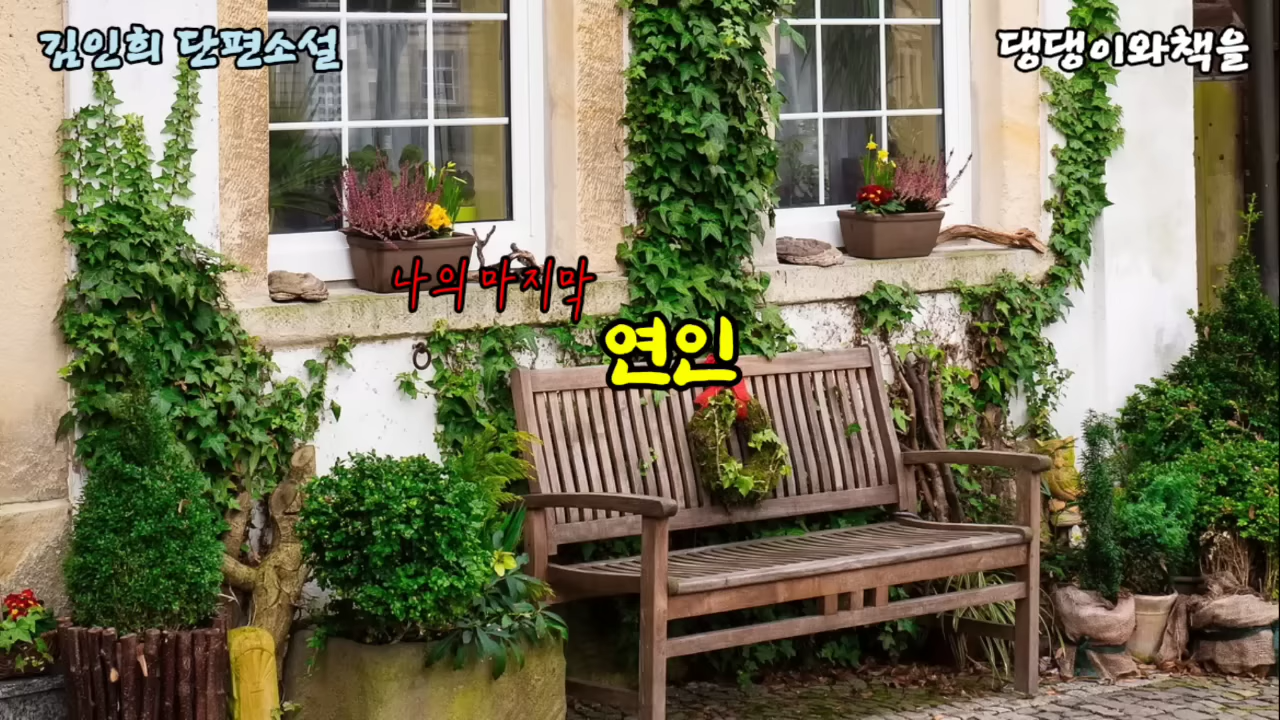 김인희 단편소설
댕댕이와책을
나의 마지막
연인